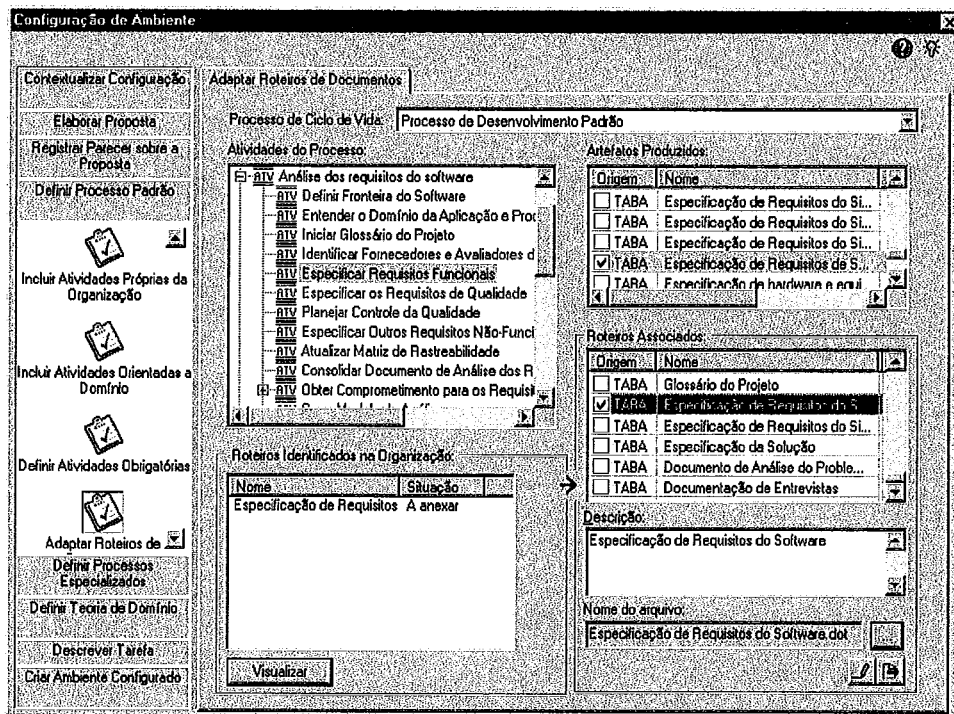 Configuração de Ambiente
Contextualizar Configuração
Elaborar Proposta
Registrar Parecer sobre a
Proposta
Definir Processo Padrão
Incluir Atividades Próprias da
Organização
Incluir Atividades Orientadas a
Domínio
Definir Atividades Obrigatórias
Adaptar Roteiros de
Definir Processos
Especializados
Definir Teoria de Domínio
Descrever Tarefa
Criar Ambiente Configurado
Adaptar Roteiros de Documentos
Processo de Ciclo de Vida: Processo de Desenvolvimento Padrão
Atividades do Processo:
ATV Análise dos requisitos do software
ATV Definir Fronteira do Software
ATV Entender o Domínio da Aplicação e Proc
ATV Iniciar Glossário do Projeto
ATV Identificar Fornecedores e Avaliadores d
ATV Especificar Requisitos Funcionais
ATV Especificar os Requisitos de Qualidade
ATV Planejar Controle da Qualidade
ATV Especificar Outros Requisitos Não-Funci
ATV Atualizar Matriz de Rastreabilidade
ATV Consolidar Documento de Análise dos R
ATV Obter Comprometimento para os Requisi
Artefatos Produzidos:
Origem Nome
TABA Especificação de Requisitos do Si...
TABA Especificação de Requisitos do Si...
TABA Especificação de Requisitos do Si...
TABA Especificação de Requisitos de S...
TABA Especificação de hardware e equi
Roteiros Identificados na Organização:
Nome Situação
Especificação de Requisitos A anexar
Visualizar
Roteiros Associados:
Origem Nome
TABA Glossário do Projeto
TABA Especificação de Requisitos do S...
TABA Especificação de Requisitos do Si...
TABA Especificação da Solução
TABA Documento de Análise do Proble...
TABA Documentação de Entrevistas
Descrição:
Especificação de Requisitos do Software
Nome do arquivo:
Especificação de Requisitos do Software.dot
...